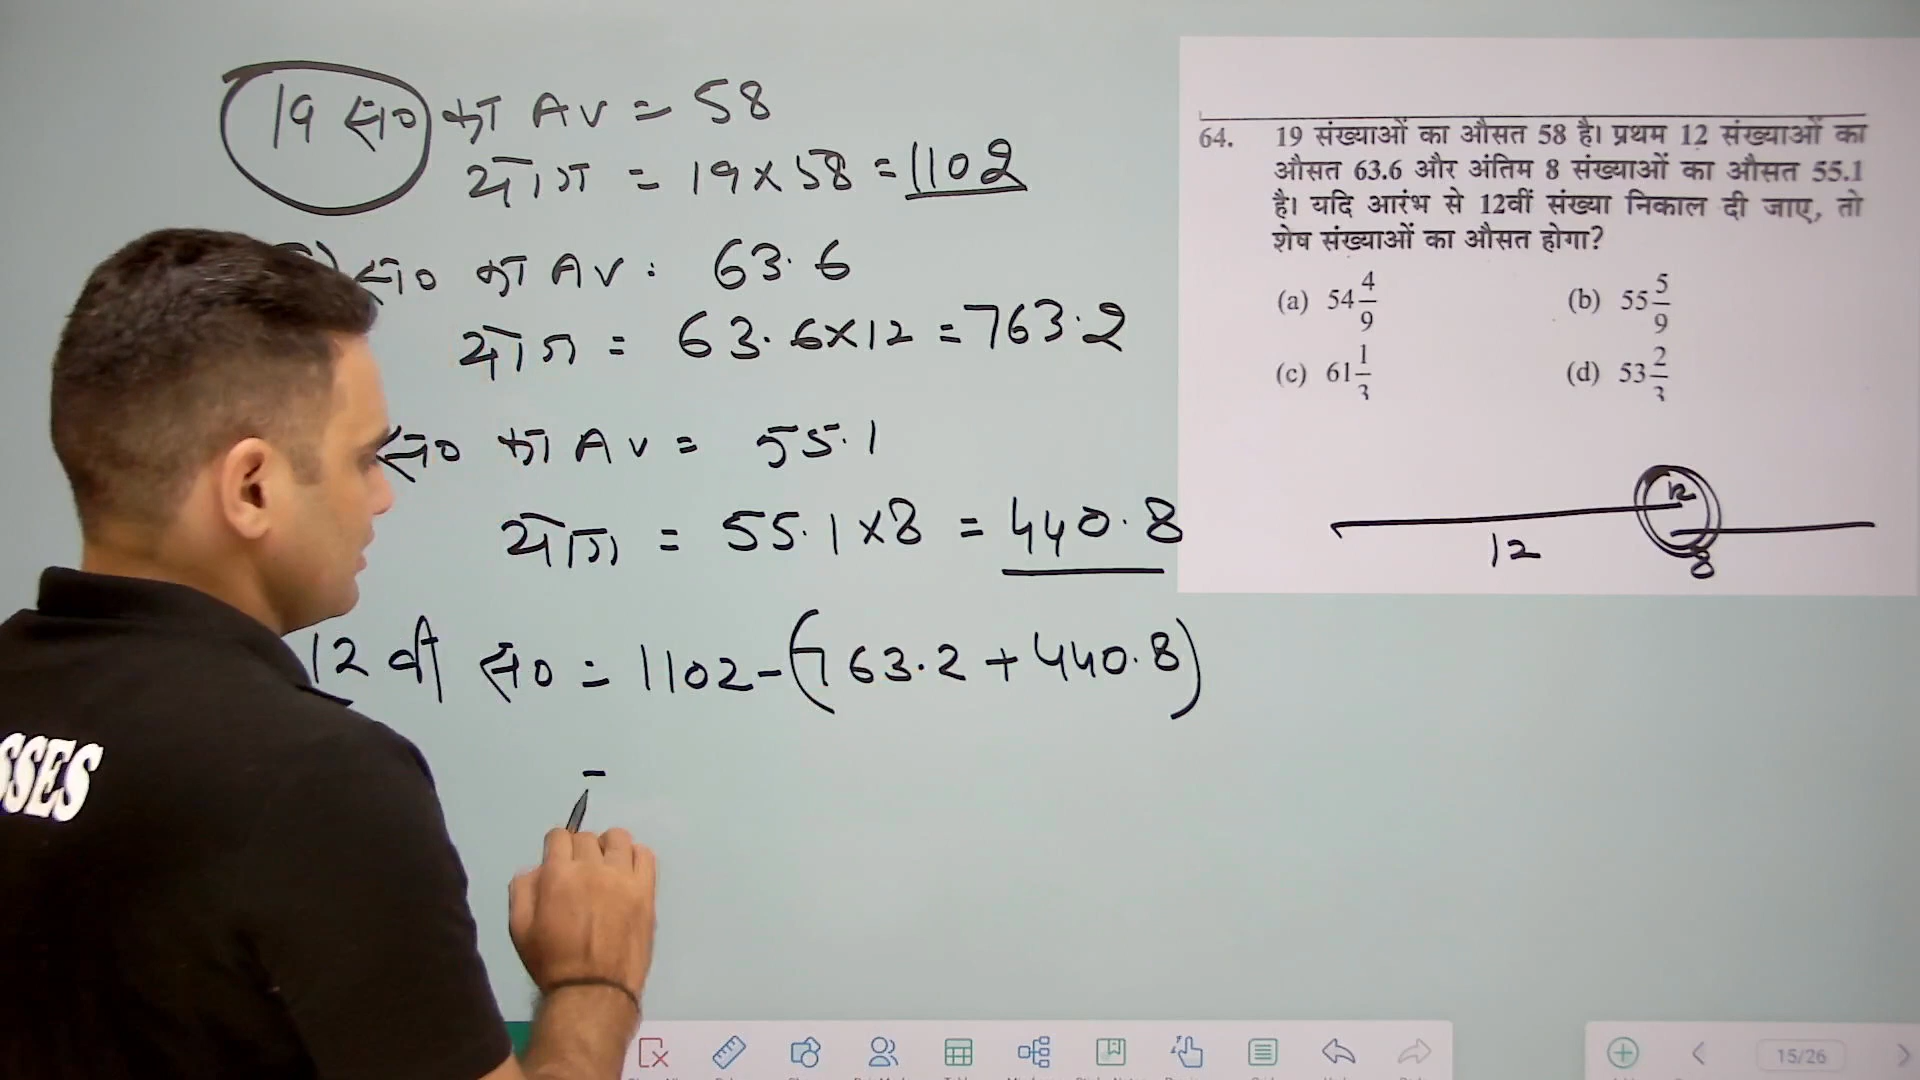 19 सं० का AV = 58
योग = 19 × 58 = 1102
सं० का AV : 63.6
योग = 63.6 × 12 = 763.2
सं० का AV = 55.1
योग = 55.1 × 8 = 440.8
12 वी सं० = 1102 - (763.2 + 440.8)
=
SSES
64. 19 संख्याओं का औसत 58 है। प्रथम 12 संख्याओं का
औसत 63.6 और अंतिम 8 संख्याओं का औसत 55.1
है। यदि आरंभ से 12वीं संख्या निकाल दी जाए, तो
शेष संख्याओं का औसत होगा?
(a) 54 4/9 (b) 55 5/9
(c) 61 1/3 (d) 53 2/3
12
12
8
15/26